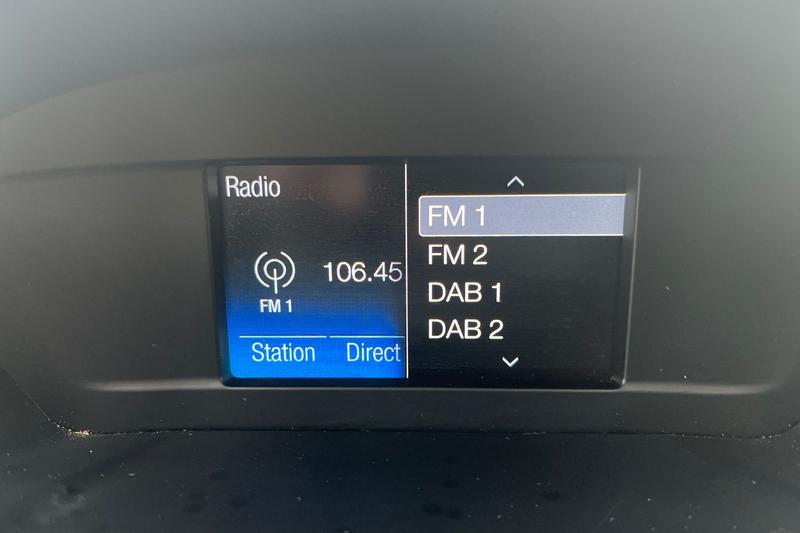 Radio
FM 1
106.45
Station
Direct
FM 1
FM 2
DAB 1
DAB 2